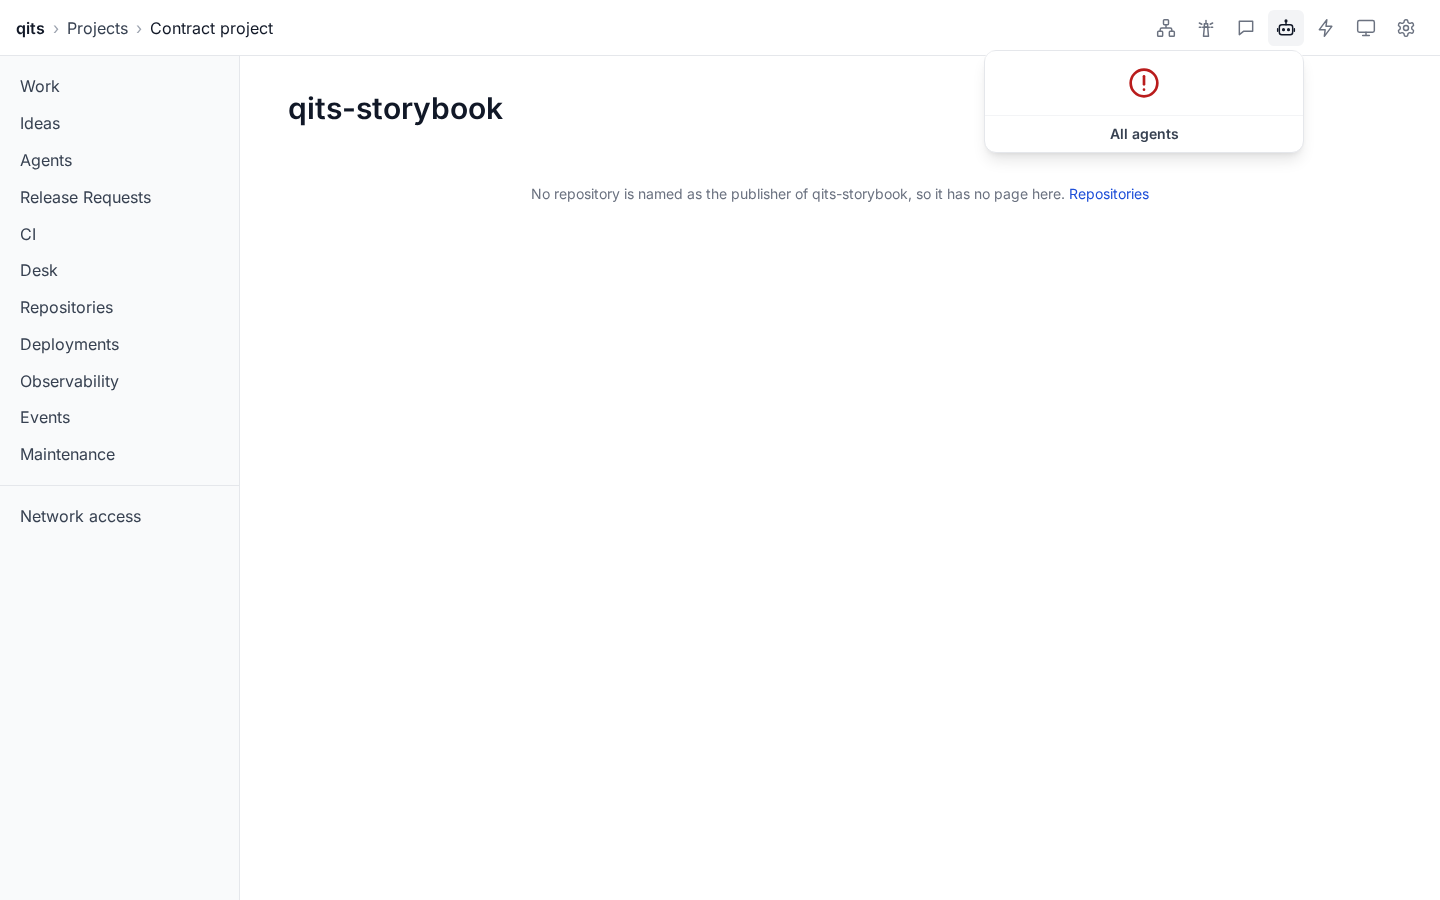 qits › Projects › Contract project
All agents
Work
Ideas
Agents
Release Requests
CI
Desk
Repositories
Deployments
Observability
Events
Maintenance
Network access
qits-storybook
No repository is named as the publisher of qits-storybook, so it has no page here. Repositories